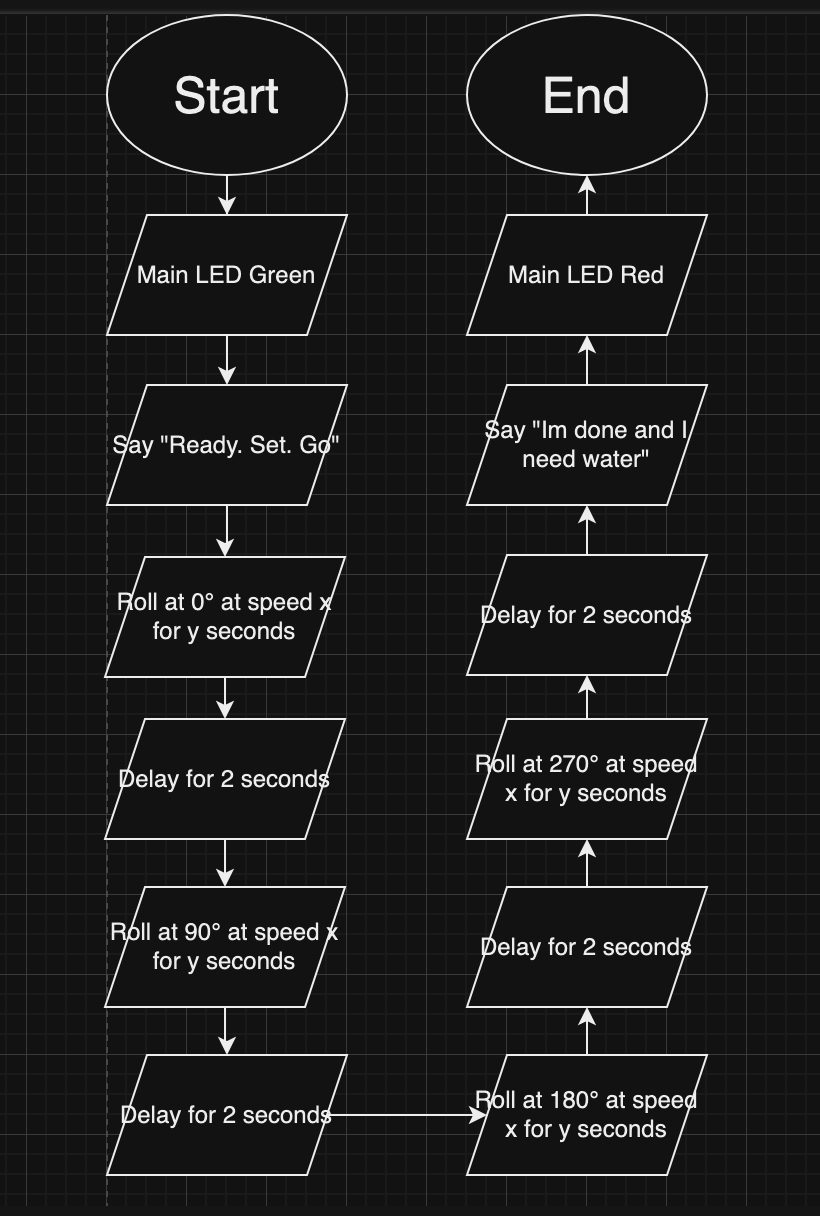 Start
Main LED Green
Say "Ready. Set. Go"
Roll at 0° at speed x
for y seconds
Delay for 2 seconds
Roll at 90° at speed x
for y seconds
Delay for 2 seconds
Roll at 180° at speed
x for y seconds
Delay for 2 seconds
Roll at 270° at speed
x for y seconds
Delay for 2 seconds
Say "Im done and I
need water"
Main LED Red
End